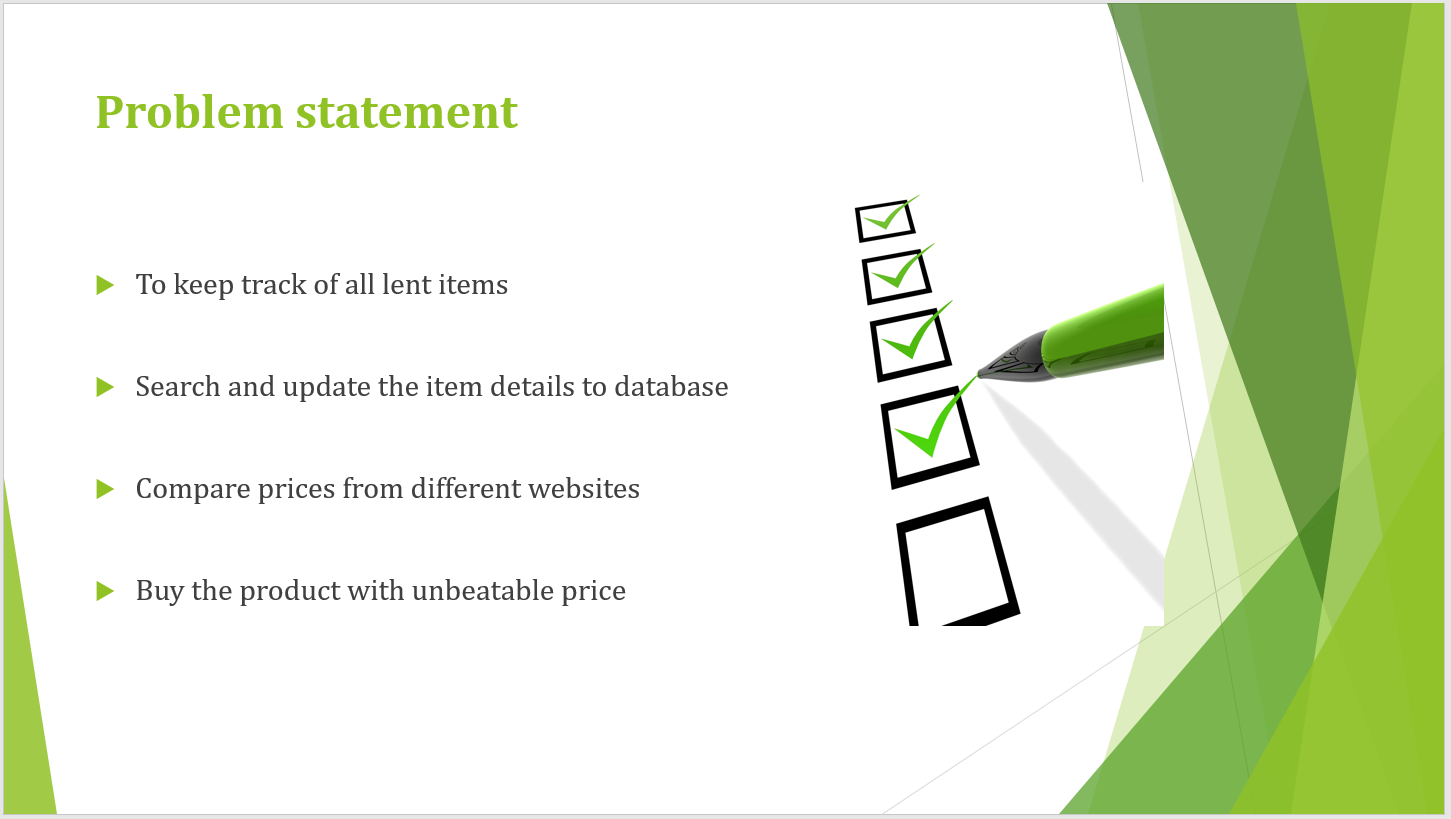 Problem statement
To keep track of all lent items
Search and update the item details to database
Compare prices from different websites
Buy the product with unbeatable price